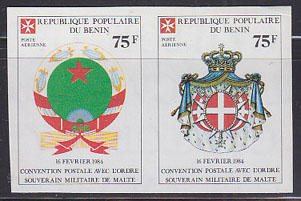 REPUBLIQUE POPULAIRE
DU BENIN
POSTE
AERIENNE
75F
16 FEVRIER 1984
CONVENTION POSTALE AVEC L'ORDRE
SOUVERAIN MILITAIRE DE MALTE
REPUBLIQUE POPULAIRE
DU BENIN
POSTE
AERIENNE
75F
16 FEVRIER 1984
CONVENTION POSTALE AVEC L'ORDRE
SOUVERAIN MILITAIRE DE MALTE